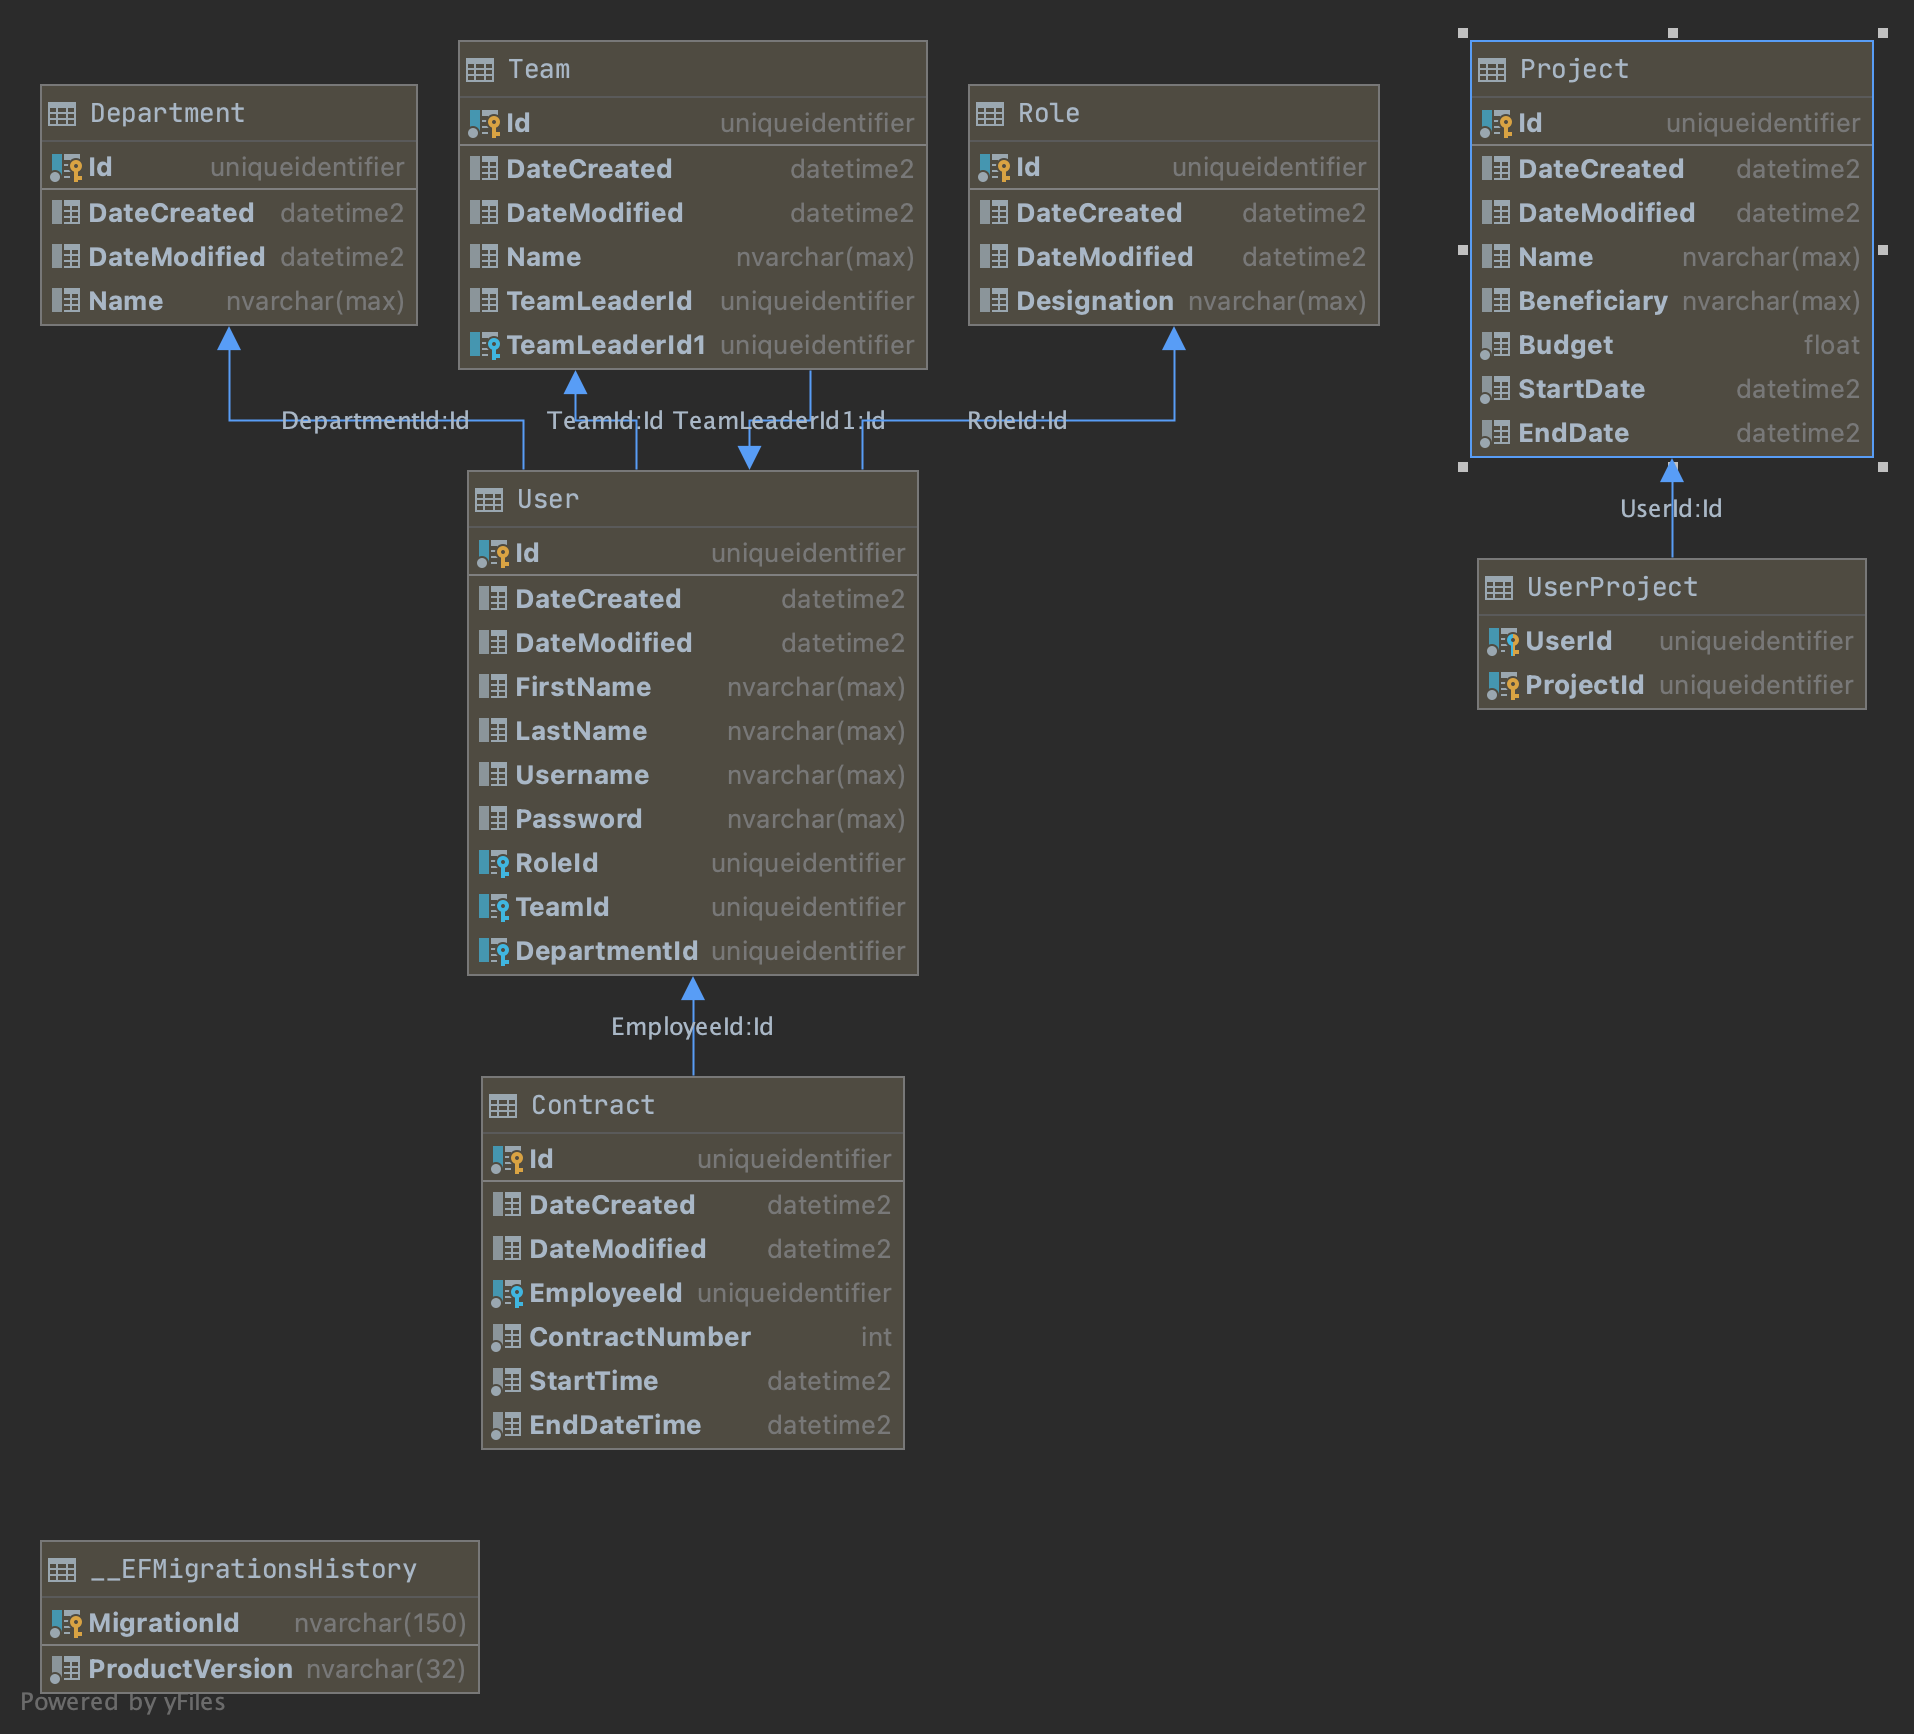 Department
Id uniqueidentifier
DateCreated datetime2
DateModified datetime2
Name nvarchar(max)
Team
Id uniqueidentifier
DateCreated datetime2
DateModified datetime2
Name nvarchar(max)
TeamLeaderId uniqueidentifier
TeamLeaderId1 uniqueidentifier
Role
Id uniqueidentifier
DateCreated datetime2
DateModified datetime2
Designation nvarchar(max)
Project
Id uniqueidentifier
DateCreated datetime2
DateModified datetime2
Name nvarchar(max)
Beneficiary nvarchar(max)
Budget float
StartDate datetime2
EndDate datetime2
DepartmentId:Id
TeamId:Id
TeamLeaderId1:Id
RoleId:Id
UserId:Id
User
Id uniqueidentifier
DateCreated datetime2
DateModified datetime2
FirstName nvarchar(max)
LastName nvarchar(max)
Username nvarchar(max)
Password nvarchar(max)
RoleId uniqueidentifier
TeamId uniqueidentifier
DepartmentId uniqueidentifier
UserProject
UserId uniqueidentifier
ProjectId uniqueidentifier
EmployeeId:Id
Contract
Id uniqueidentifier
DateCreated datetime2
DateModified datetime2
EmployeeId uniqueidentifier
ContractNumber int
StartTime datetime2
EndDateTime datetime2
__EFMigrationsHistory
MigrationId nvarchar(150)
ProductVersion nvarchar(32)
Powered by yFiles